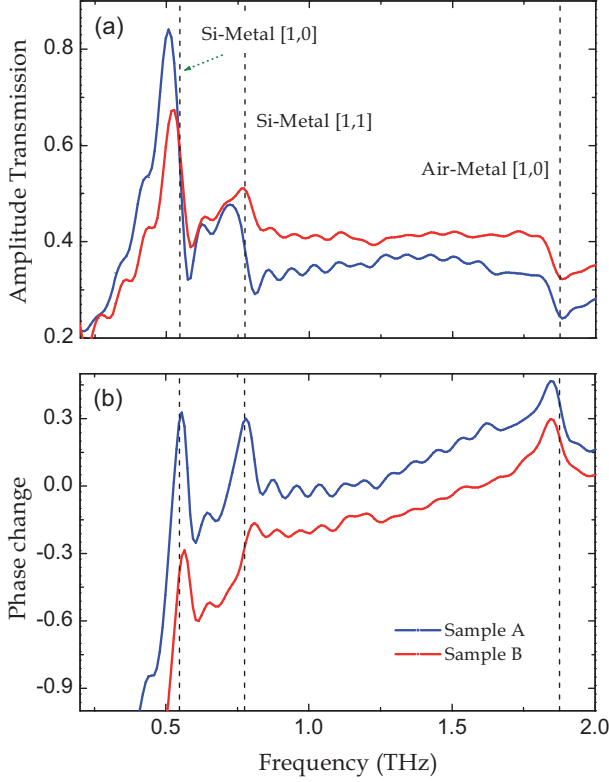 (a)
Si-Metal [1,0]
Si-Metal [1,1]
Air-Metal [1,0]
Amplitude Transmission
0.8
0.6
0.4
0.2
(b)
Phase change
0.3
0.0
-0.3
-0.6
-0.9
Sample A
Sample B
0.5
1.0
1.5
2.0
Frequency (THz)